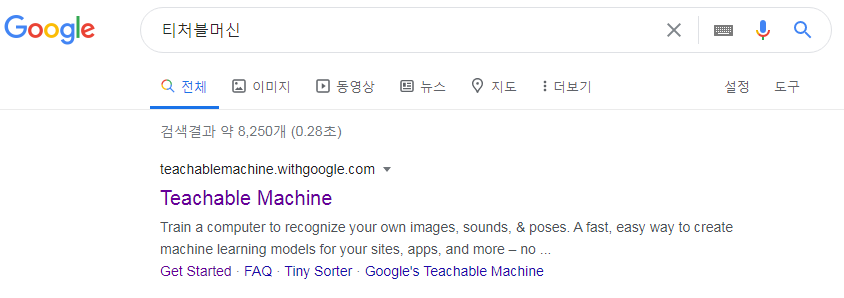 Google 티처블머신
전체 이미지 동영상 뉴스 지도 더보기 설정 도구
검색결과 약 8,250개 (0.28초)
teachablemachine.withgoogle.com
Teachable Machine
Train a computer to recognize your own images, sounds, & poses. A fast, easy way to create
machine learning models for your sites, apps, and more – no ...
Get Started · FAQ · Tiny Sorter · Google's Teachable Machine